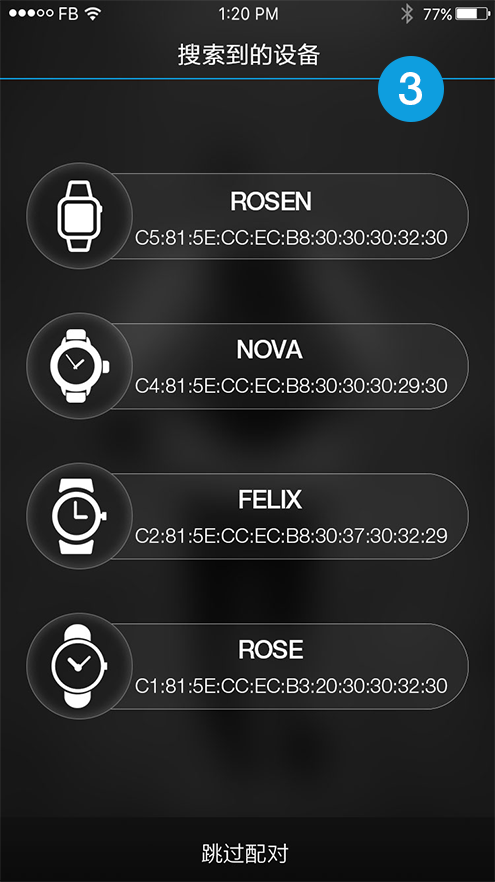 FB 1:20 PM 77%
搜索到的设备
3
ROSEN
C5:81:5E:CC:EC:B8:30:30:30:32:30
NOVA
C4:81:5E:CC:EC:B8:30:30:30:29:30
FELIX
C2:81:5E:CC:EC:B8:30:37:30:32:29
ROSE
C1:81:5E:CC:EC:B3:20:30:30:32:30
跳过配对